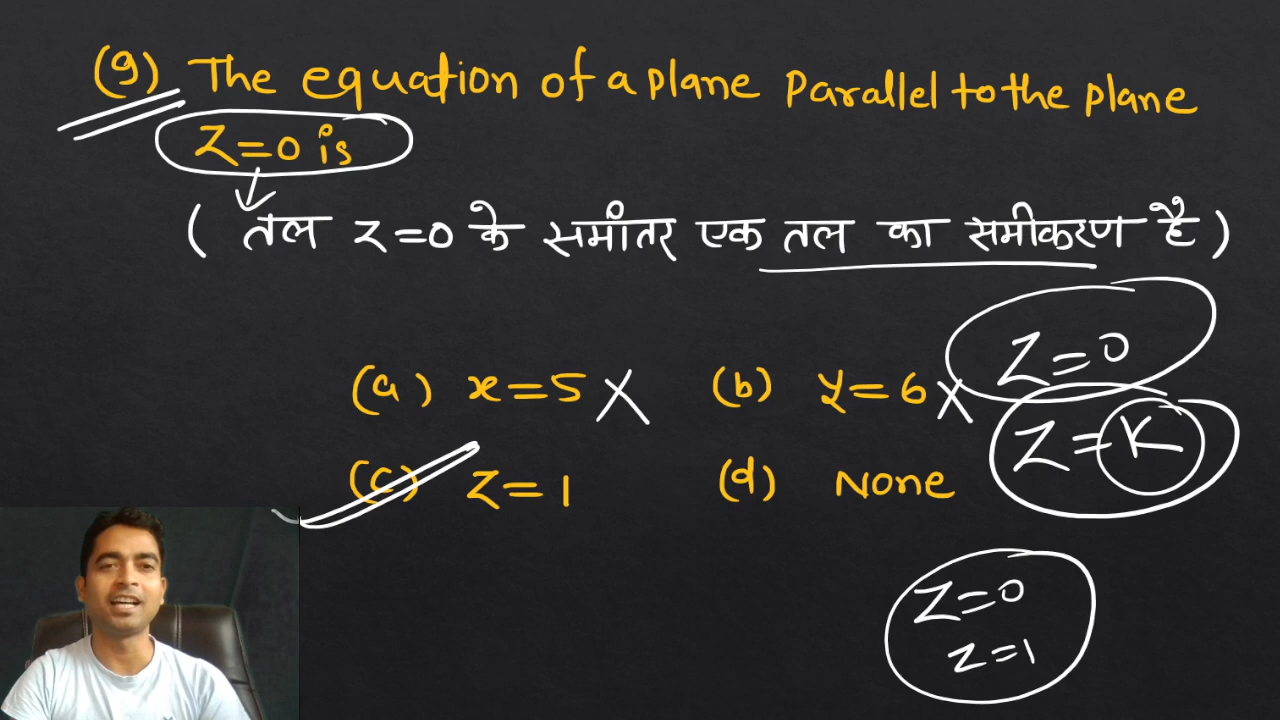 (9) The equation of a plane Parallel to the plane
Z=0 is
( तल z=0 के समांतर एक तल का समीकरण है )
Z=0
(a) x=5 X (b) y=6 X
Z=K
(c) Z=1 (d) None
Z=0
z=1